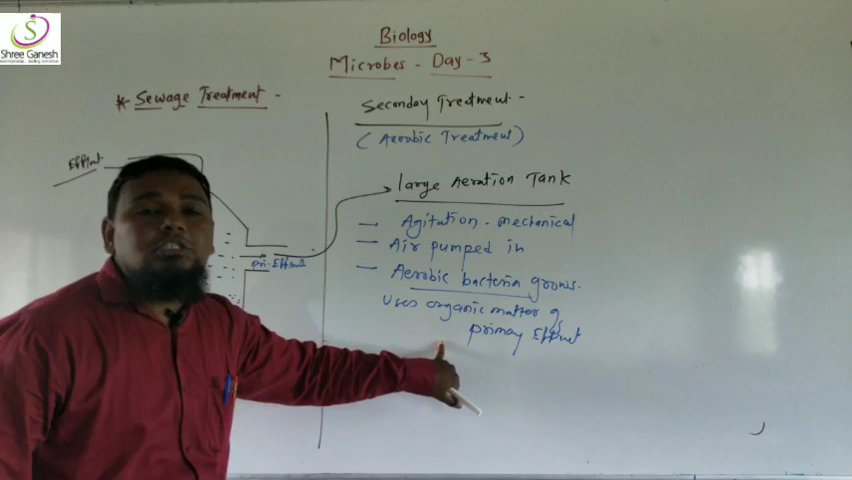 Shree Ganesh
Biology
Microbes - Day - 3
* Sewage Treatment -
Effluent
pri. Effluent
Seconday Treatment -
( Aerobic Treatment )
large Aeration Tank
— Agitation - mechanical
— Air pumped in
— Aerobic bacteria grows.
Uses organic matter of
primary Effluent